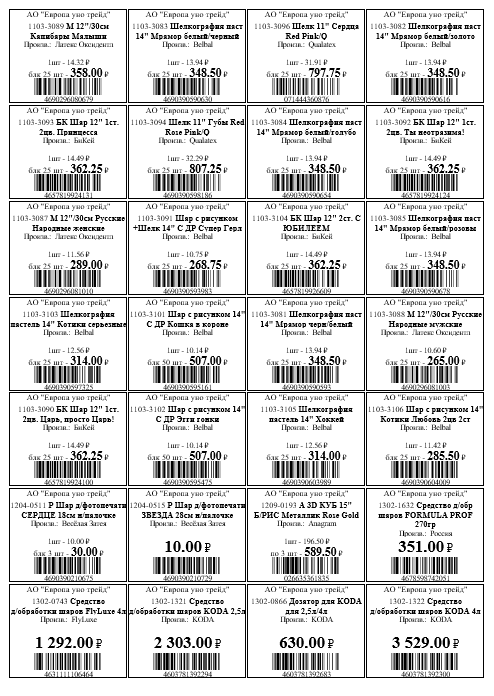 АО "Европа уно трейд"
1103-3089 М 12"/30см
Капибары Малыши
Произв.: Латекс Оксидентл
1шт - 14.32 ₽
блк 25 шт - 358.00 ₽
4690296080679
АО "Европа уно трейд"
1103-3083 Шелкография паст
14" Мрамор белый/черный
Произв.: Belbal
1шт - 13.94 ₽
блк 25 шт - 348.50 ₽
4690390590630
АО "Европа уно трейд"
1103-3096 Шелк 11" Сердца
Red Pink/Q
Произв.: Qualatex
1шт - 31.91 ₽
блк 25 шт - 797.75 ₽
071444360876
АО "Европа уно трейд"
1103-3082 Шелкография паст
14" Мрамор белый/золото
Произв.: Belbal
1шт - 13.94 ₽
блк 25 шт - 348.50 ₽
4690390590616
АО "Европа уно трейд"
1103-3093 БК Шар 12" 1ст.
2цв. Принцесса
Произв.: БиКей
1шт - 14.49 ₽
блк 25 шт - 362.25 ₽
4657819924131
АО "Европа уно трейд"
1103-3094 Шелк 11" Губы Red
Rose Pink/Q
Произв.: Qualatex
1шт - 32.29 ₽
блк 25 шт - 807.25 ₽
4690390598186
АО "Европа уно трейд"
1103-3084 Шелкография паст
14" Мрамор белый/голубо
Произв.: Belbal
1шт - 13.94 ₽
блк 25 шт - 348.50 ₽
4690390590654
АО "Европа уно трейд"
1103-3092 БК Шар 12" 1ст.
2цв. Ты неотразима!
Произв.: БиКей
1шт - 14.49 ₽
блк 25 шт - 362.25 ₽
4657819924124
АО "Европа уно трейд"
1103-3087 М 12"/30см Русские
Народные женские
Произв.: Латекс Оксидентл
1шт - 11.56 ₽
блк 25 шт - 289.00 ₽
4690296081010
АО "Европа уно трейд"
1103-3091 Шар с рисунком
+Шелк 14" С ДР Супер Герл
Произв.: Belbal
1шт - 10.75 ₽
блк 25 шт - 268.75 ₽
4690390593983
АО "Европа уно трейд"
1103-3104 БК Шар 12" 2ст. С
ЮБИЛЕЕМ
Произв.: БиКей
1шт - 14.49 ₽
блк 25 шт - 362.25 ₽
4657819926609
АО "Европа уно трейд"
1103-3085 Шелкография паст
14" Мрамор белый/розовы
Произв.: Belbal
1шт - 13.94 ₽
блк 25 шт - 348.50 ₽
4690390590678
АО "Европа уно трейд"
1103-3103 Шелкография
пастель 14" Котики серьезные
Произв.: Belbal
1шт - 12.56 ₽
блк 25 шт - 314.00 ₽
4690390597325
АО "Европа уно трейд"
1103-3101 Шар с рисунком 14"
С ДР Кошка в короне
Произв.: Belbal
1шт - 10.14 ₽
блк 50 шт - 507.00 ₽
4690390595161
АО "Европа уно трейд"
1103-3081 Шелкография паст
14" Мрамор черн/белый
Произв.: Belbal
1шт - 13.94 ₽
блк 25 шт - 348.50 ₽
4690390590593
АО "Европа уно трейд"
1103-3088 М 12"/30см Русские
Народные мужские
Произв.: Латекс Оксидентл
1шт - 10.60 ₽
блк 25 шт - 265.00 ₽
4690296081003
АО "Европа уно трейд"
1103-3090 БК Шар 12" 1ст.
2цв. Царь, просто Царь!
Произв.: БиКей
1шт - 14.49 ₽
блк 25 шт - 362.25 ₽
4657819924100
АО "Европа уно трейд"
1103-3102 Шар с рисунком 14"
С ДР Эгги гонки
Произв.: Belbal
1шт - 10.14 ₽
блк 50 шт - 507.00 ₽
4690390595475
АО "Европа уно трейд"
1103-3105 Шелкография
пастель 14" Хоккей
Произв.: Belbal
1шт - 12.56 ₽
блк 25 шт - 314.00 ₽
4690390603989
АО "Европа уно трейд"
1103-3106 Шар с рисунком 14"
Котики Любовь 2цв 2ст
Произв.: Belbal
1шт - 11.42 ₽
блк 25 шт - 285.50 ₽
4690390604009
АО "Европа уно трейд"
1204-0511 Р Шар д/фотопечати
СЕРДЦЕ 18см н/палочке
Произв.: Весёлая Затея
1шт - 10.00 ₽
блк 3 шт - 30.00 ₽
4690390210675
АО "Европа уно трейд"
1204-0515 Р Шар д/фотопечати
ЗВЕЗДА 28см н/палочке
Произв.: Весёлая Затея
10.00 ₽
4690390210729
АО "Европа уно трейд"
1209-0193 А 3D КУБ 15"
Б/РИС Металлик Rose Gold
Произв.: Anagram
1шт - 196.50 ₽
по 3 шт - 589.50 ₽
026635361835
АО "Европа уно трейд"
1302-1632 Средство д/обр
шаров FORMULA PROF
270гр
Произв.: Россия
351.00 ₽
4678598742051
АО "Европа уно трейд"
1302-0743 Средство
д/обработки шаров FlyLuxe 4л
Произв.: FlyLuxe
1 292.00 ₽
4631111106464
АО "Европа уно трейд"
1302-1321 Средство
д/обработки шаров KODA 2,5л
Произв.: KODA
2 303.00 ₽
4603781392294
АО "Европа уно трейд"
1302-0866 Дозатор для KODA
для 2,5л/4л
Произв.: KODA
630.00 ₽
4603781392683
АО "Европа уно трейд"
1302-1322 Средство
д/обработки шаров KODA 4л
Произв.: KODA
3 529.00 ₽
4603781392300